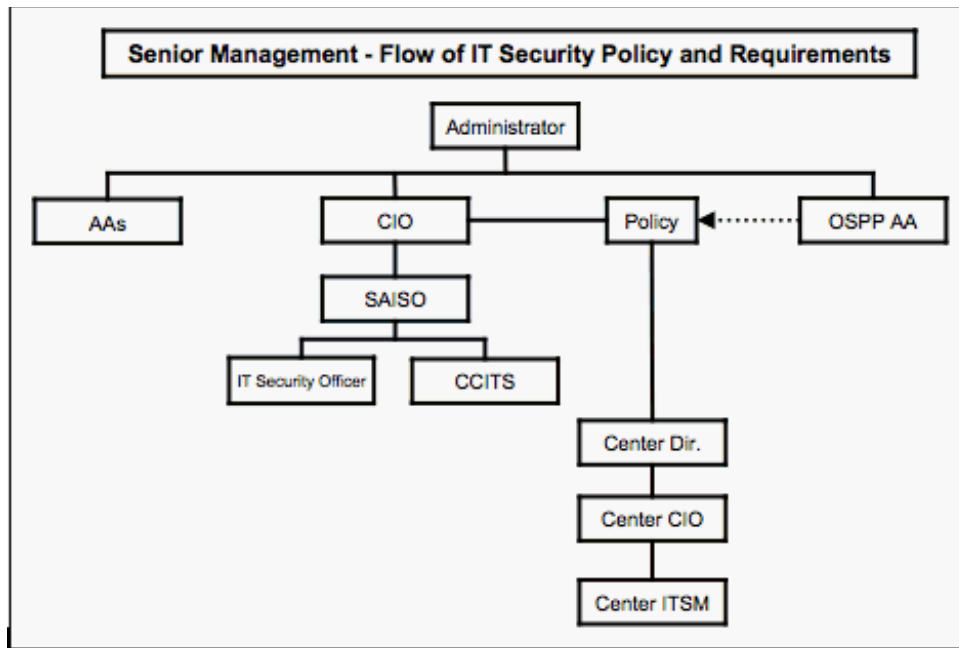 Senior Management - Flow of IT Security Policy and Requirements
Administrator
AAs
CIO
Policy
OSPP AA
SAISO
IT Security Officer
CCITS
Center Dir.
Center CIO
Center ITSM